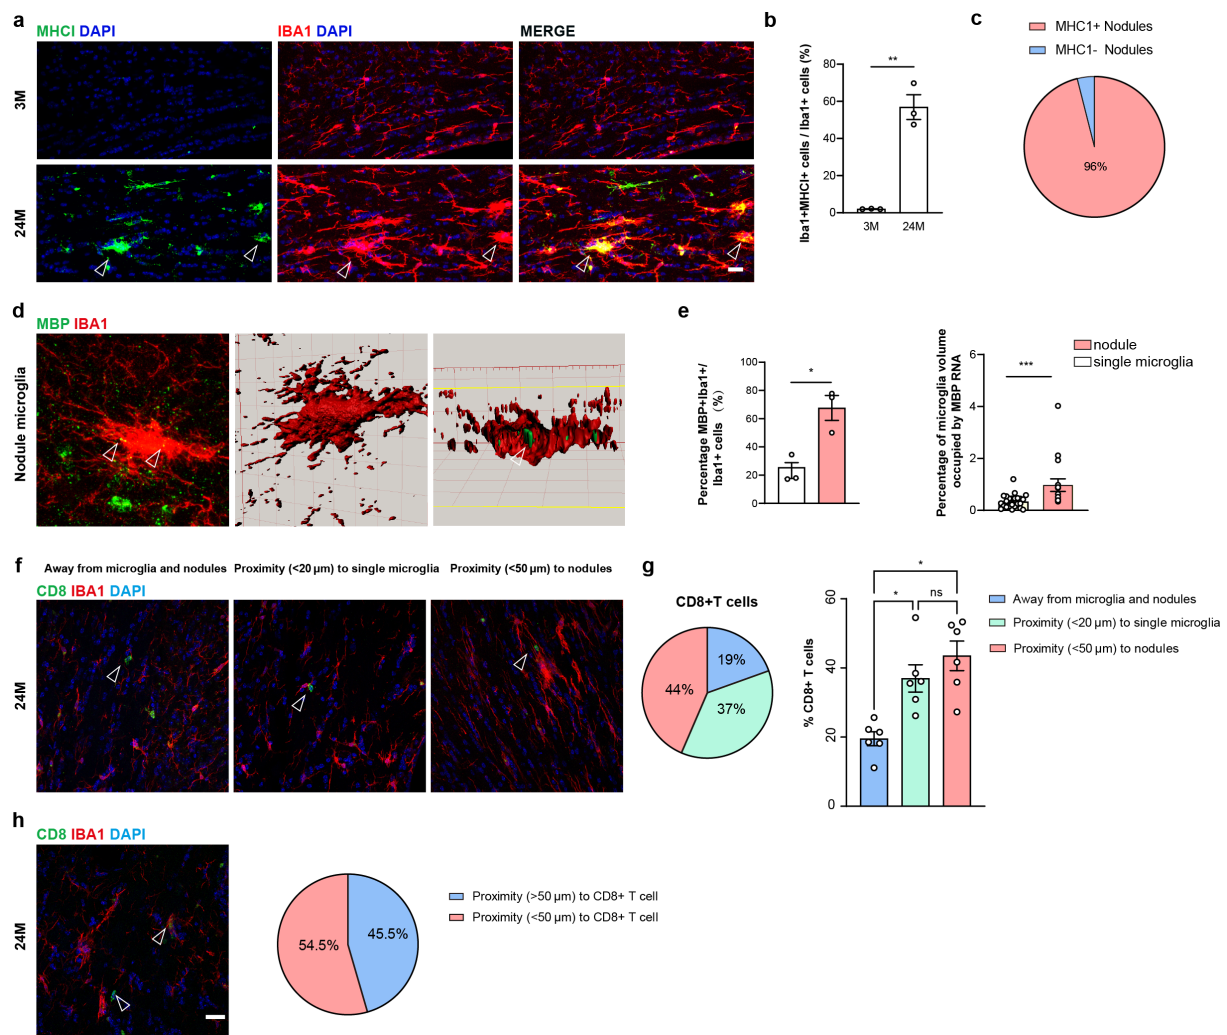 a
MHCI DAPI
IBA1 DAPI
MERGE
3M
24M
b
Iba1+MHCI+ cells / Iba1+ cells (%)
80
60
40
20
0
**
3M
24M
c
MHC1+ Nodules
MHC1- Nodules
96%
d
MBP IBA1
Nodule microglia
e
Percentage MBP+Iba1+/
Iba1+ cells (%)
100
80
60
40
20
0
*
Percentage of microglia volume
occupied by MBP RNA
6
4
2
0
***
nodule
single microglia
f
Away from microglia and nodules
Proximity (<20 µm) to single microglia
Proximity (<50 µm) to nodules
CD8 IBA1 DAPI
24M
g
CD8+T cells
19%
37%
44%
% CD8+ T cells
60
40
20
0
*
*
ns
Away from microglia and nodules
Proximity (<20 µm) to single microglia
Proximity (<50 µm) to nodules
h
CD8 IBA1 DAPI
24M
54.5%
45.5%
Proximity (>50 µm) to CD8+ T cell
Proximity (<50 µm) to CD8+ T cell